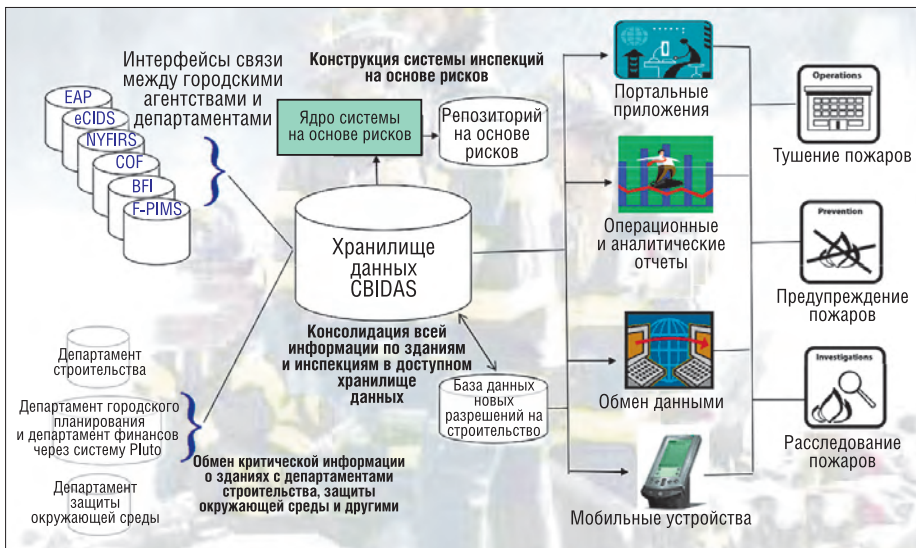 Интерфейсы связи
между городскими
агентствами и
департаментами
EAP
eCIDS
NYFIRS
COF
BFI
F-PIMS
Конструкция системы инспекций
на основе рисков
Ядро системы
на основе рисков
Репозиторий
на основе
рисков
Хранилище
данных
CBIDAS
Консолидация всей
информации по зданиям
и инспекциям в доступном
хранилище
данных
База данных
новых
разрешений на
строительство
Департамент
строительства
Департамент городского
планирования
и департамент финансов
через систему Pluto
Департамент
защиты
окружающей среды
Обмен критической информации
о зданиях с департаментами
строительства, защиты
окружающей среды и другими
Портальные
приложения
Операционные
и аналитические
отчеты
Обмен данными
Мобильные устройства
Operations
Тушение пожаров
Prevention
Предупреждение
пожаров
Investigations
Расследование
пожаров